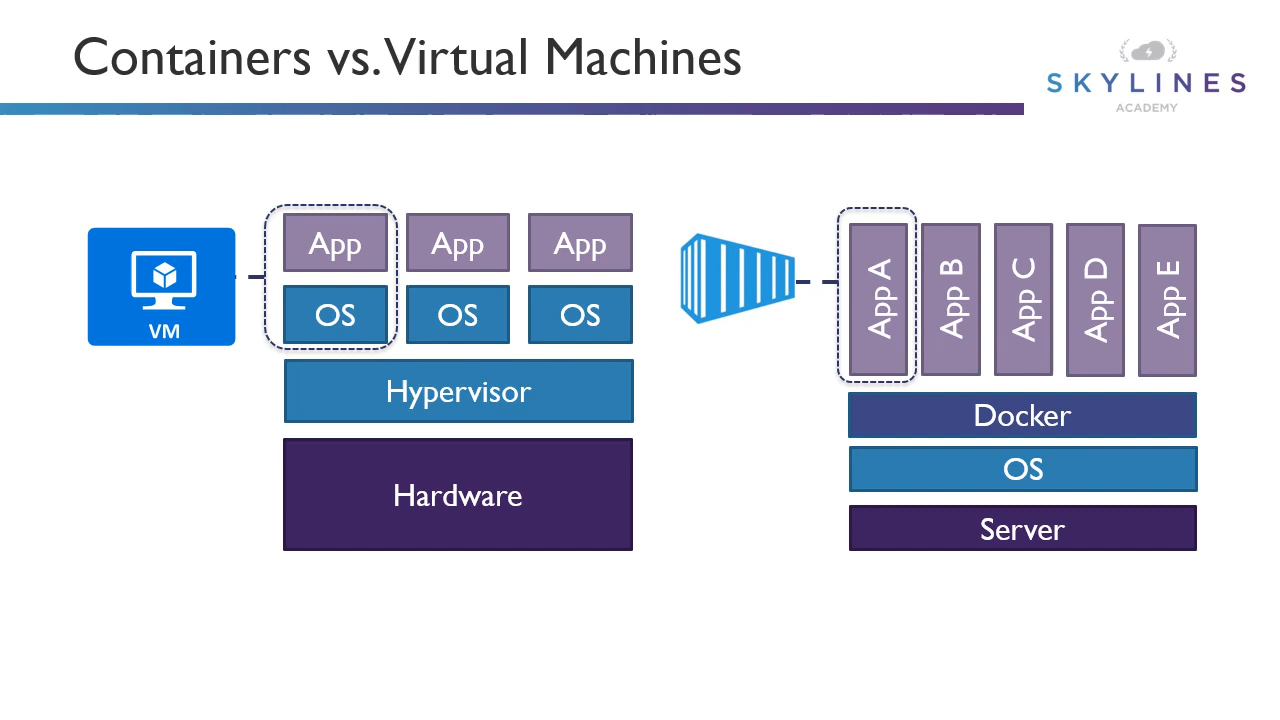 Containers vs. Virtual Machines
SKYLINES
ACADEMY
VM
App
App
App
OS
OS
OS
Hypervisor
Hardware
App A
App B
App C
App D
App E
Docker
OS
Server